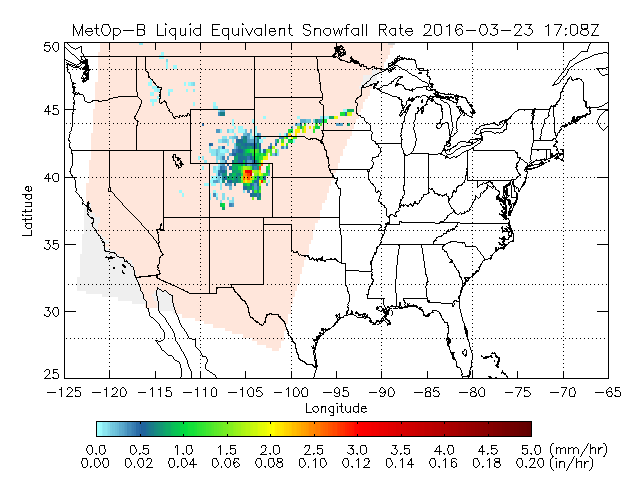 MetOp-B Liquid Equivalent Snowfall Rate 2016-03-23 17:08Z
50
45
40
35
30
25
Latitude
-125 -120 -115 -110 -105 -100 -95 -90 -85 -80 -75 -70 -65
Longitude
0.0 0.5 1.0 1.5 2.0 2.5 3.0 3.5 4.0 4.5 5.0 (mm/hr)
0.00 0.02 0.04 0.06 0.08 0.10 0.12 0.14 0.16 0.18 0.20 (in/hr)